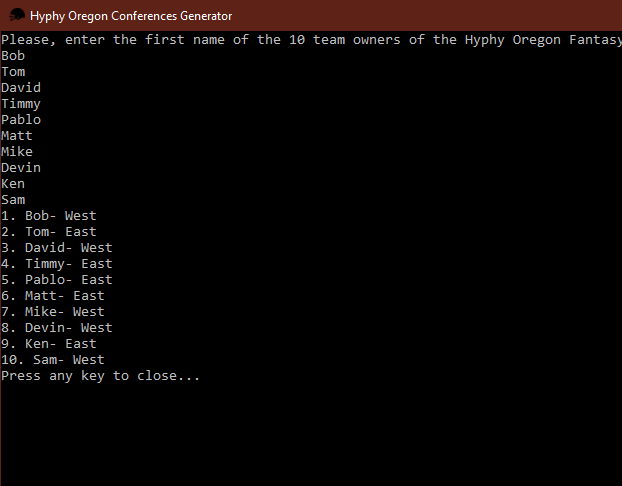 Hyphy Oregon Conferences Generator
Please, enter the first name of the 10 team owners of the Hyphy Oregon Fantasy
Bob
Tom
David
Timmy
Pablo
Matt
Mike
Devin
Ken
Sam
1. Bob- West
2. Tom- East
3. David- West
4. Timmy- East
5. Pablo- East
6. Matt- East
7. Mike- West
8. Devin- West
9. Ken- East
10. Sam- West
Press any key to close...